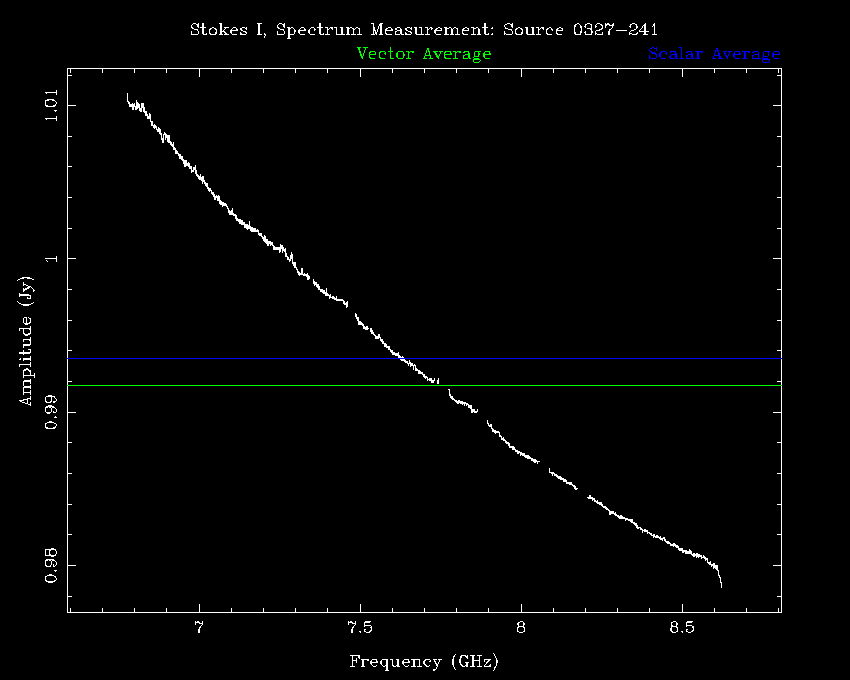 Stokes I, Spectrum Measurement: Source 0327−241
Vector Average Scalar Average
1.01
1
0.99
0.98
Amplitude (Jy)
7 7.5 8 8.5
Frequency (GHz)